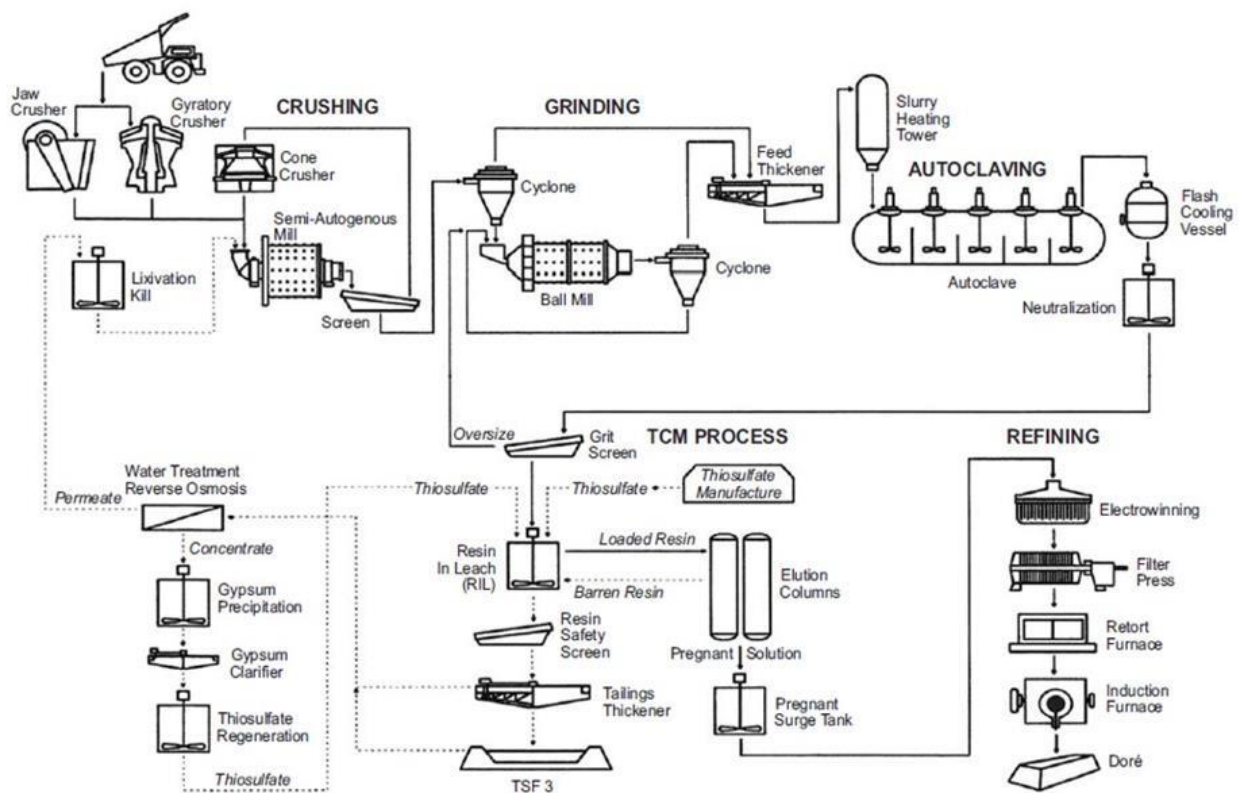 Jaw
Crusher
Gyratory
Crusher
CRUSHING
Cone
Crusher
Semi-Autogenous
Mill
Lixivation
Kill
Screen
GRINDING
Cyclone
Ball Mill
Cyclone
Feed
Thickener
Slurry
Heating
Tower
AUTOCLAVING
Autoclave
Flash
Cooling
Vessel
Neutralization
Oversize
Grit
Screen
TCM PROCESS
REFINING
Water Treatment
Reverse Osmosis
Permeate
Thiosulfate
Thiosulfate
Thiosulfate
Manufacture
Concentrate
Resin
In Leach
(RIL)
Loaded Resin
Barren Resin
Elution
Columns
Gypsum
Precipitation
Resin
Safety
Screen
Pregnant Solution
Gypsum
Clarifier
Tailings
Thickener
Pregnant
Surge Tank
Thiosulfate
Regeneration
Thiosulfate
TSF 3
Electrowinning
Filter
Press
Retort
Furnace
Induction
Furnace
Doré